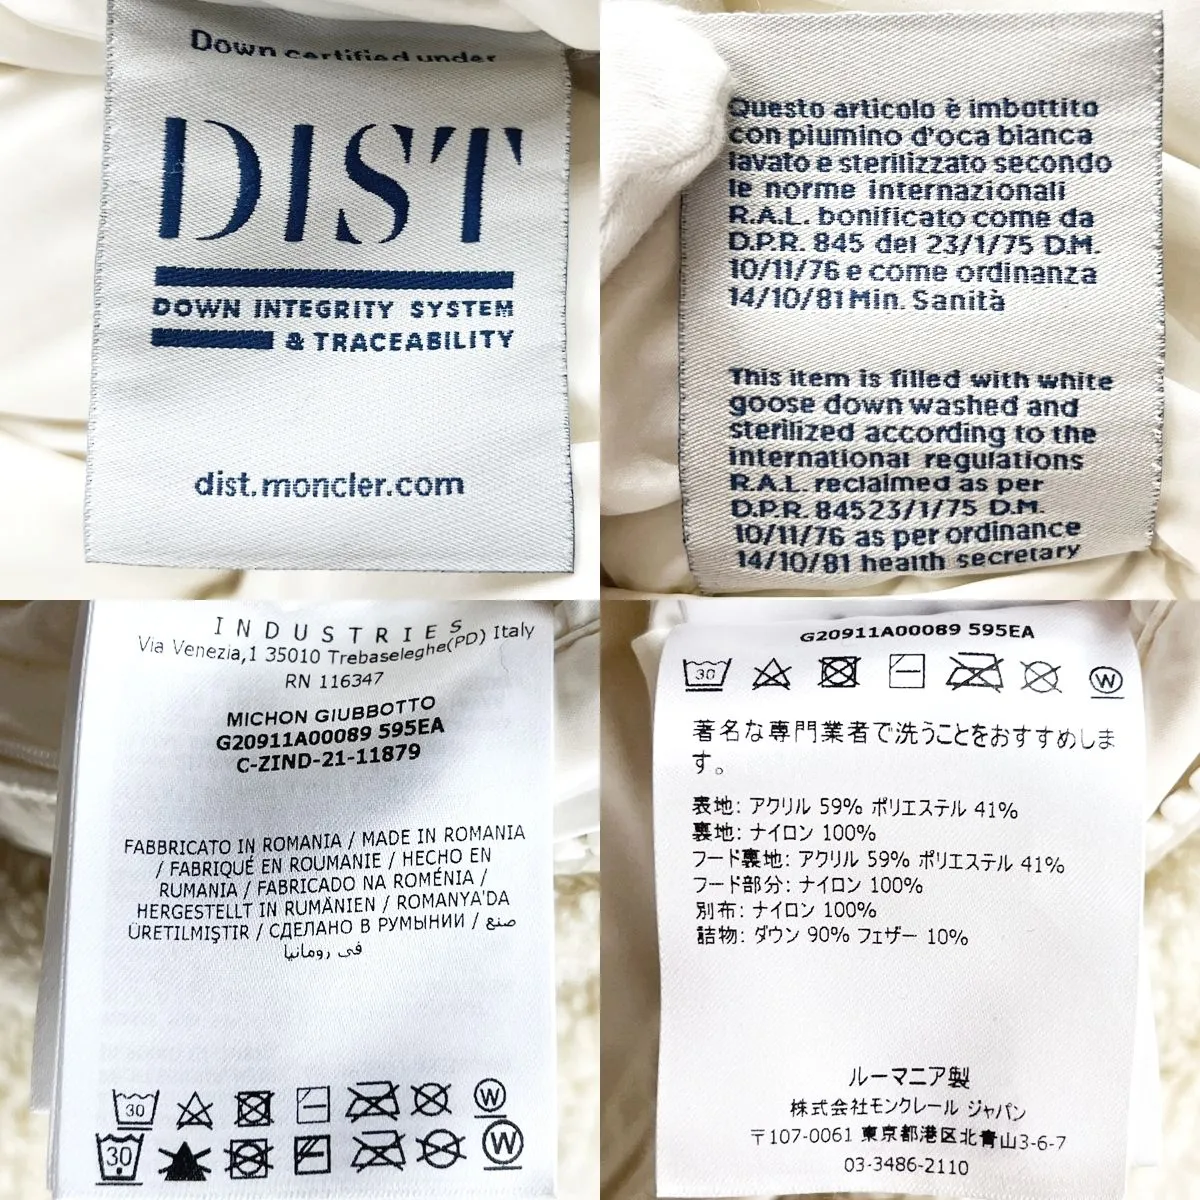 Down certified under
DIST
DOWN INTEGRITY SYSTEM
& TRACEABILITY
dist.moncler.com
Questo articolo è imbottito
con piumino d'oca bianca
lavato e sterilizzato secondo
le norme internazionali
R.A.L. bonificato come da
D.P.R. 845 del 23/1/75 D.M.
10/11/76 e come ordinanza
14/10/81 Min. Sanità
This item is filled with white
goose down washed and
sterilized according to the
international regulations
R.A.L. reclaimed as per
D.P.R. 84523/1/75 D.M.
10/11/76 as per ordinance
14/10/81 health secretary
INDUSTRIES
Via Venezia,1 35010 Trebaseleghe(PD) Italy
RN 116347
MICHON GIUBBOTTO
G20911A00089 595EA
C-ZIND-21-11879
FABBRICATO IN ROMANIA / MADE IN ROMANIA
/ FABRIQUÉ EN ROUMANIE / HECHO EN
RUMANIA / FABRICADO NA ROMÉNIA /
HERGESTELLT IN RUMÄNIEN / ROMANYA'DA
ÜRETILMIŞTIR / СДЕЛАНО В РУМЫНИИ / صنع
في رومانيا
30 W
30 W
G20911A00089 595EA
30 W
著名な専門業者で洗うことをおすすめしま
す。
表地: アクリル 59% ポリエステル 41%
裏地: ナイロン 100%
フード裏地: アクリル 59% ポリエステル 41%
フード部分: ナイロン 100%
別布: ナイロン 100%
詰物: ダウン 90% フェザー 10%
ルーマニア製
株式会社モンクレール ジャパン
〒107-0061 東京都港区北青山3-6-7
03-3486-2110